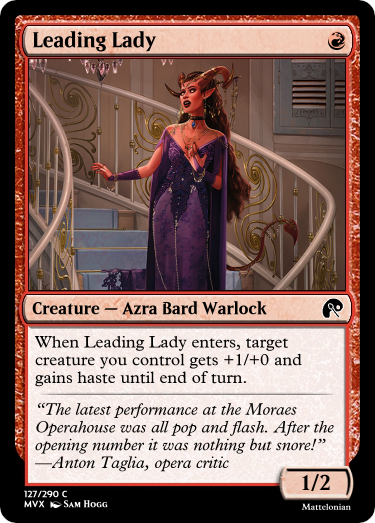 Leading Lady
Creature — Azra Bard Warlock
When Leading Lady enters, target
creature you control gets +1/+0 and
gains haste until end of turn.
“The latest performance at the Moraes
Operahouse was all pop and flash. After the
opening number it was nothing but snore!”
—Anton Taglia, opera critic
1/2
127/290 C
MVX Sam Hogg
Mattelonian